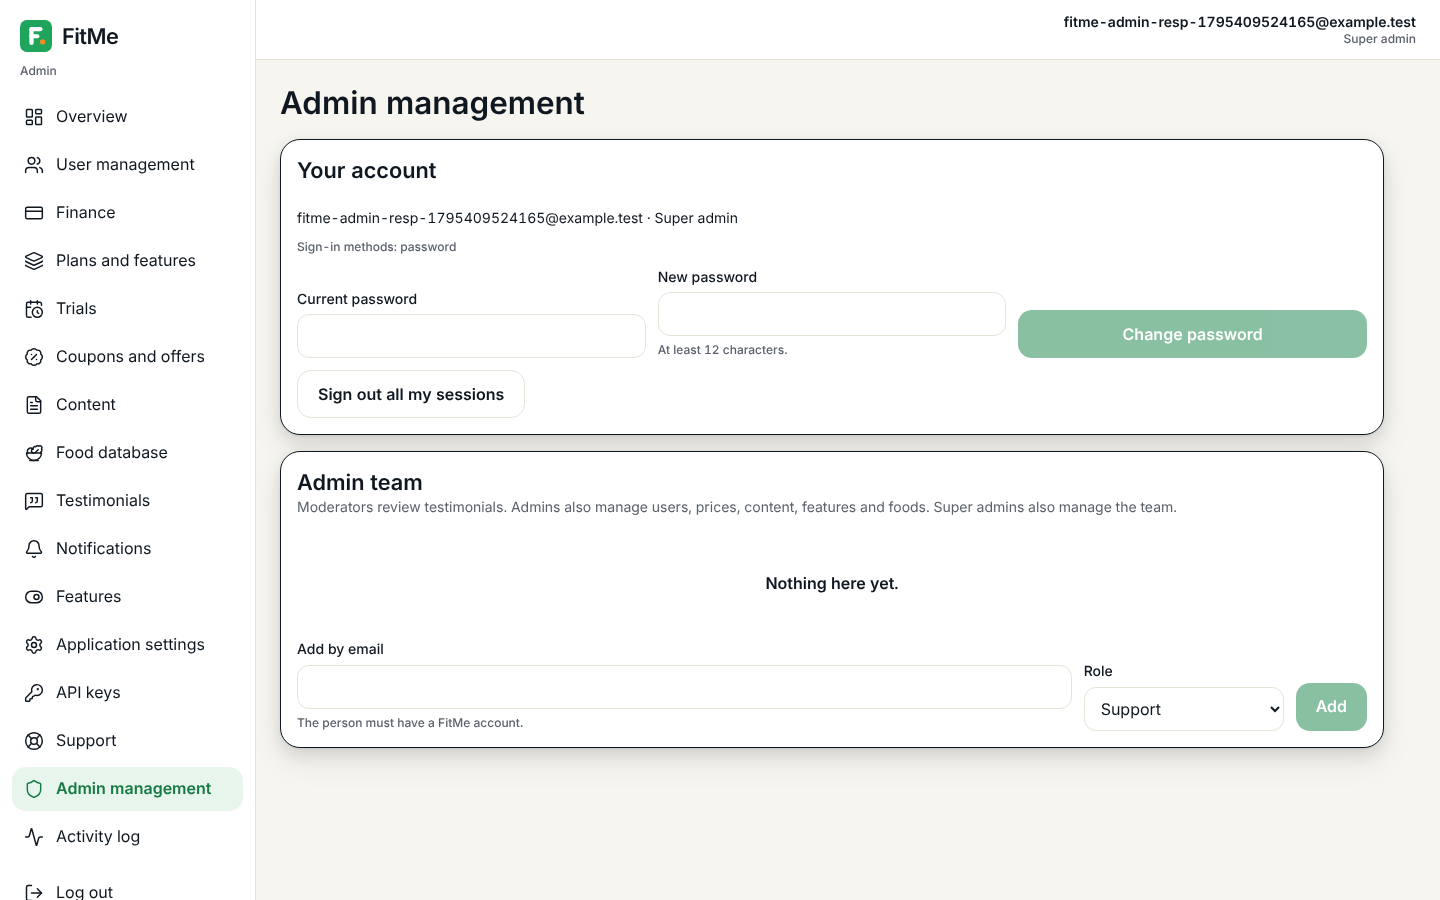 FitMe
Admin
Overview
User management
Finance
Plans and features
Trials
Coupons and offers
Content
Food database
Testimonials
Notifications
Features
Application settings
API keys
Support
Admin management
Activity log
Log out
fitme-admin-resp-1795409524165@example.test
Super admin
Admin management
Your account
fitme-admin-resp-1795409524165@example.test · Super admin
Sign-in methods: password
Current password
New password
At least 12 characters.
Change password
Sign out all my sessions
Admin team
Moderators review testimonials. Admins also manage users, prices, content, features and foods. Super admins also manage the team.
Nothing here yet.
Add by email
The person must have a FitMe account.
Role
Support
Add